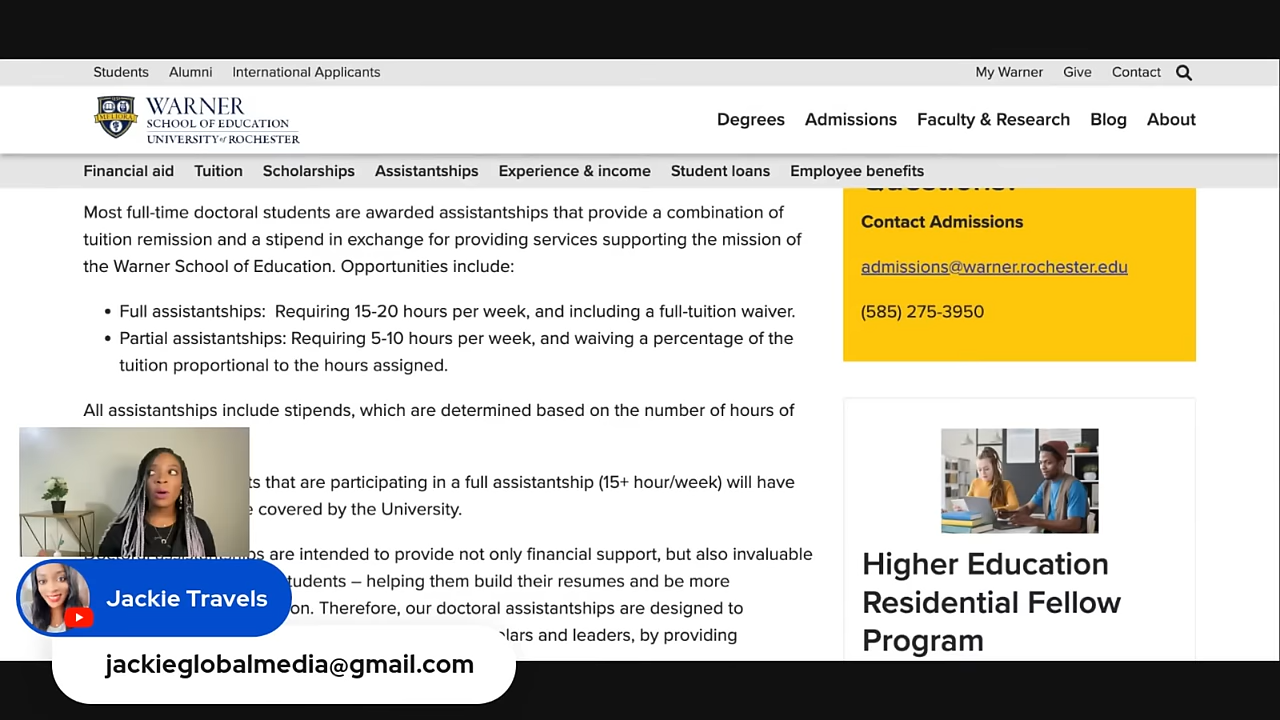 Students Alumni International Applicants
My Warner Give Contact
WARNER
SCHOOL OF EDUCATION
UNIVERSITY of ROCHESTER
MELIORA
Degrees Admissions Faculty & Research Blog About
Financial aid Tuition Scholarships Assistantships Experience & income Student loans Employee benefits
Most full-time doctoral students are awarded assistantships that provide a combination of
tuition remission and a stipend in exchange for providing services supporting the mission of
the Warner School of Education. Opportunities include:
• Full assistantships: Requiring 15-20 hours per week, and including a full-tuition waiver.
• Partial assistantships: Requiring 5-10 hours per week, and waiving a percentage of the
tuition proportional to the hours assigned.
All assistantships include stipends, which are determined based on the number of hours of
that are participating in a full assistantship (15+ hour/week) will have
covered by the University.
are intended to provide not only financial support, but also invaluable
– helping them build their resumes and be more
Therefore, our doctoral assistantships are designed to
and leaders, by providing
Contact Admissions
admissions@warner.rochester.edu
(585) 275-3950
Higher Education
Residential Fellow
Program
Jackie Travels
jackieglobalmedia@gmail.com